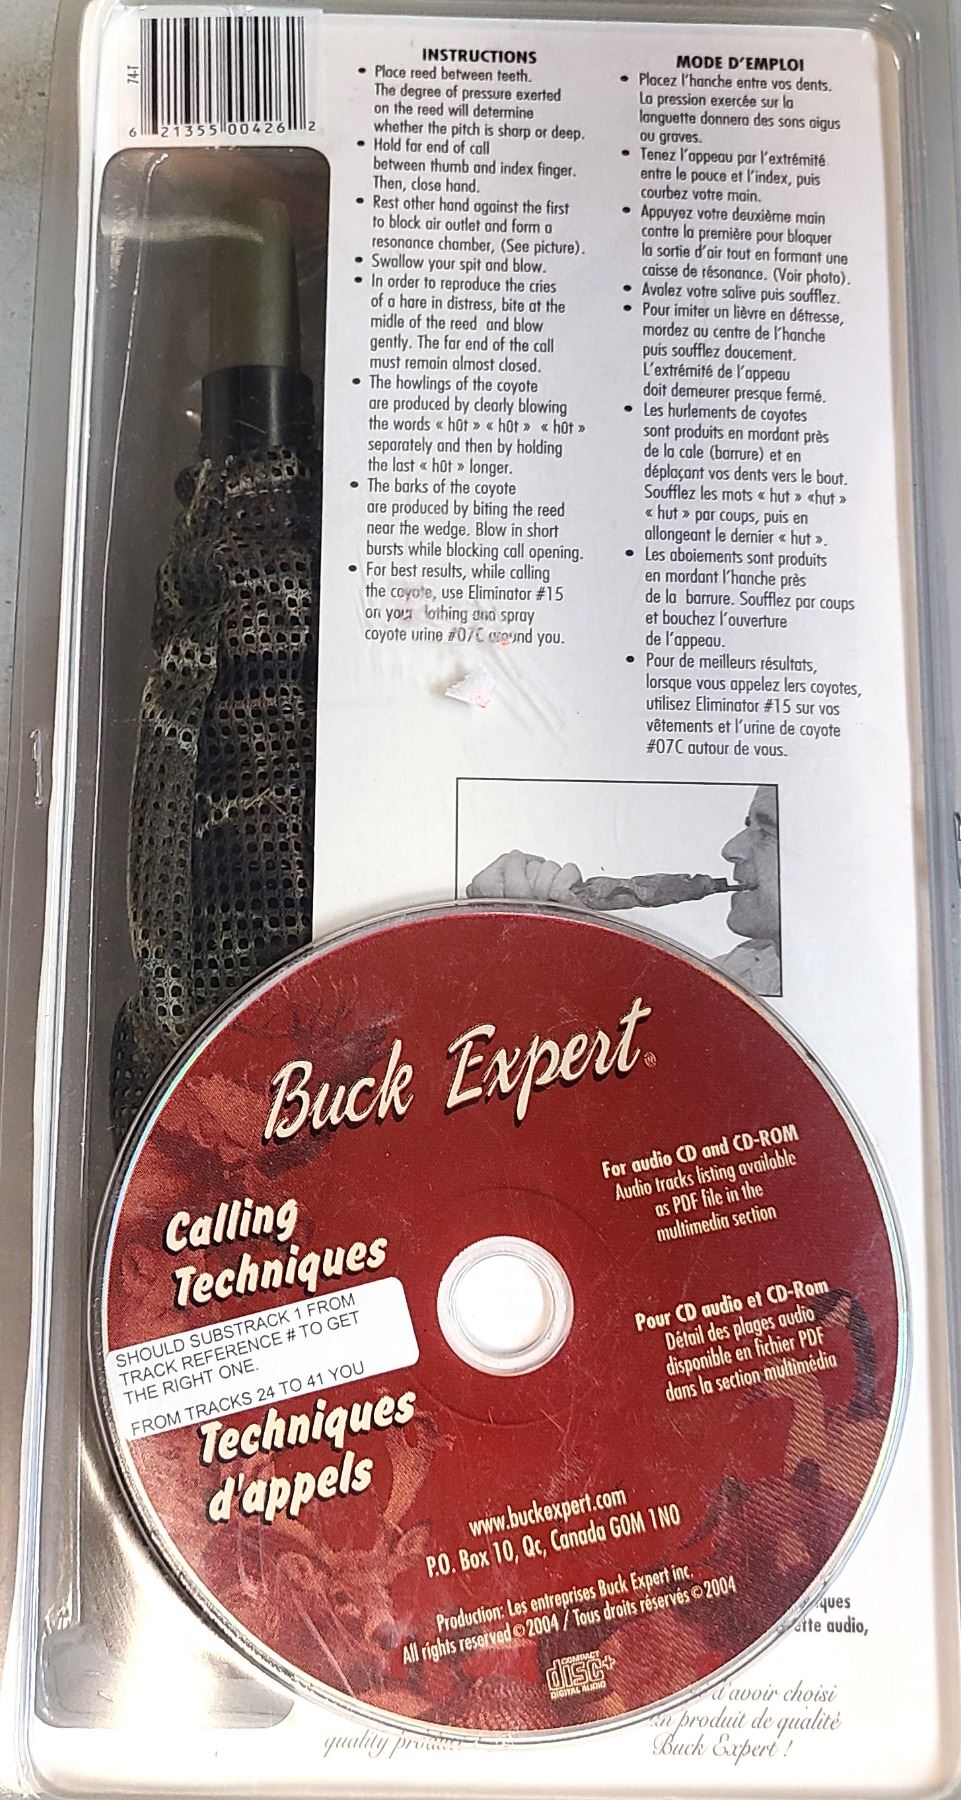 74-T
6 21355 00426 2
INSTRUCTIONS
• Place reed between teeth.
The degree of pressure exerted
on the reed will determine
whether the pitch is sharp or deep.
• Hold far end of call
between thumb and index finger.
Then, close hand.
• Rest other hand against the first
to block air outlet and form a
resonance chamber, (See picture).
• Swallow your spit and blow.
• In order to reproduce the cries
of a hare in distress, bite at the
midle of the reed and blow
gently. The far end of the call
must remain almost closed.
• The howlings of the coyote
are produced by clearly blowing
the words « hût » « hût » « hût »
separately and then by holding
the last « hût » longer.
• The barks of the coyote
are produced by biting the reed
near the wedge. Blow in short
bursts while blocking call opening.
• For best results, while calling
the coyote, use Eliminator #15
on your clothing and spray
coyote urine #07C around you.
MODE D'EMPLOI
• Placez l'hanche entre vos dents.
La pression exercée sur la
languette donnera des sons aigus
ou graves.
• Tenez l'appeau par l'extrémité
entre le pouce et l'index, puis
courbez votre main.
• Appuyez votre deuxième main
contre la première pour bloquer
la sortie d'air tout en formant une
caisse de résonance. (Voir photo).
• Avalez votre salive puis soufflez.
• Pour imiter un lièvre en détresse,
mordez au centre de l'hanche
puis soufflez doucement.
L'extrémité de l'appeau
doit demeurer presque fermé.
• Les hurlements de coyotes
sont produits en mordant près
de la cale (barrure) et en
déplaçant vos dents vers le bout.
Soufflez les mots « hut » «hut »
« hut » par coups, puis en
allongeant le dernier « hut ».
• Les aboiements sont produits
en mordant l'hanche près
de la barrure. Soufflez par coups
et bouchez l'ouverture
de l'appeau.
• Pour de meilleurs résultats,
lorsque vous appelez lers coyotes,
utilisez Eliminator #15 sur vos
vêtements et l'urine de coyote
#07C autour de vous.
Buck Expert®
Calling
Techniques
SHOULD SUBSTRACK 1 FROM
TRACK REFERENCE # TO GET
THE RIGHT ONE.
FROM TRACKS 24 TO 41 YOU
Techniques
d'appels
For audio CD and CD-ROM
Audio tracks listing available
as PDF file in the
multimedia section
Pour CD audio et CD-Rom
Détail des plages audio
disponible en fichier PDF
dans la section multimédia
www.buckexpert.com
P.O. Box 10, Qc, Canada G0M 1N0
Production: Les entreprises Buck Expert inc.
All rights reserved © 2004 / Tous droits réservés © 2004
COMPACT
disc+
DIGITAL AUDIO
audio,
d'avoir choisi
produit de qualité
Buck Expert !
quality